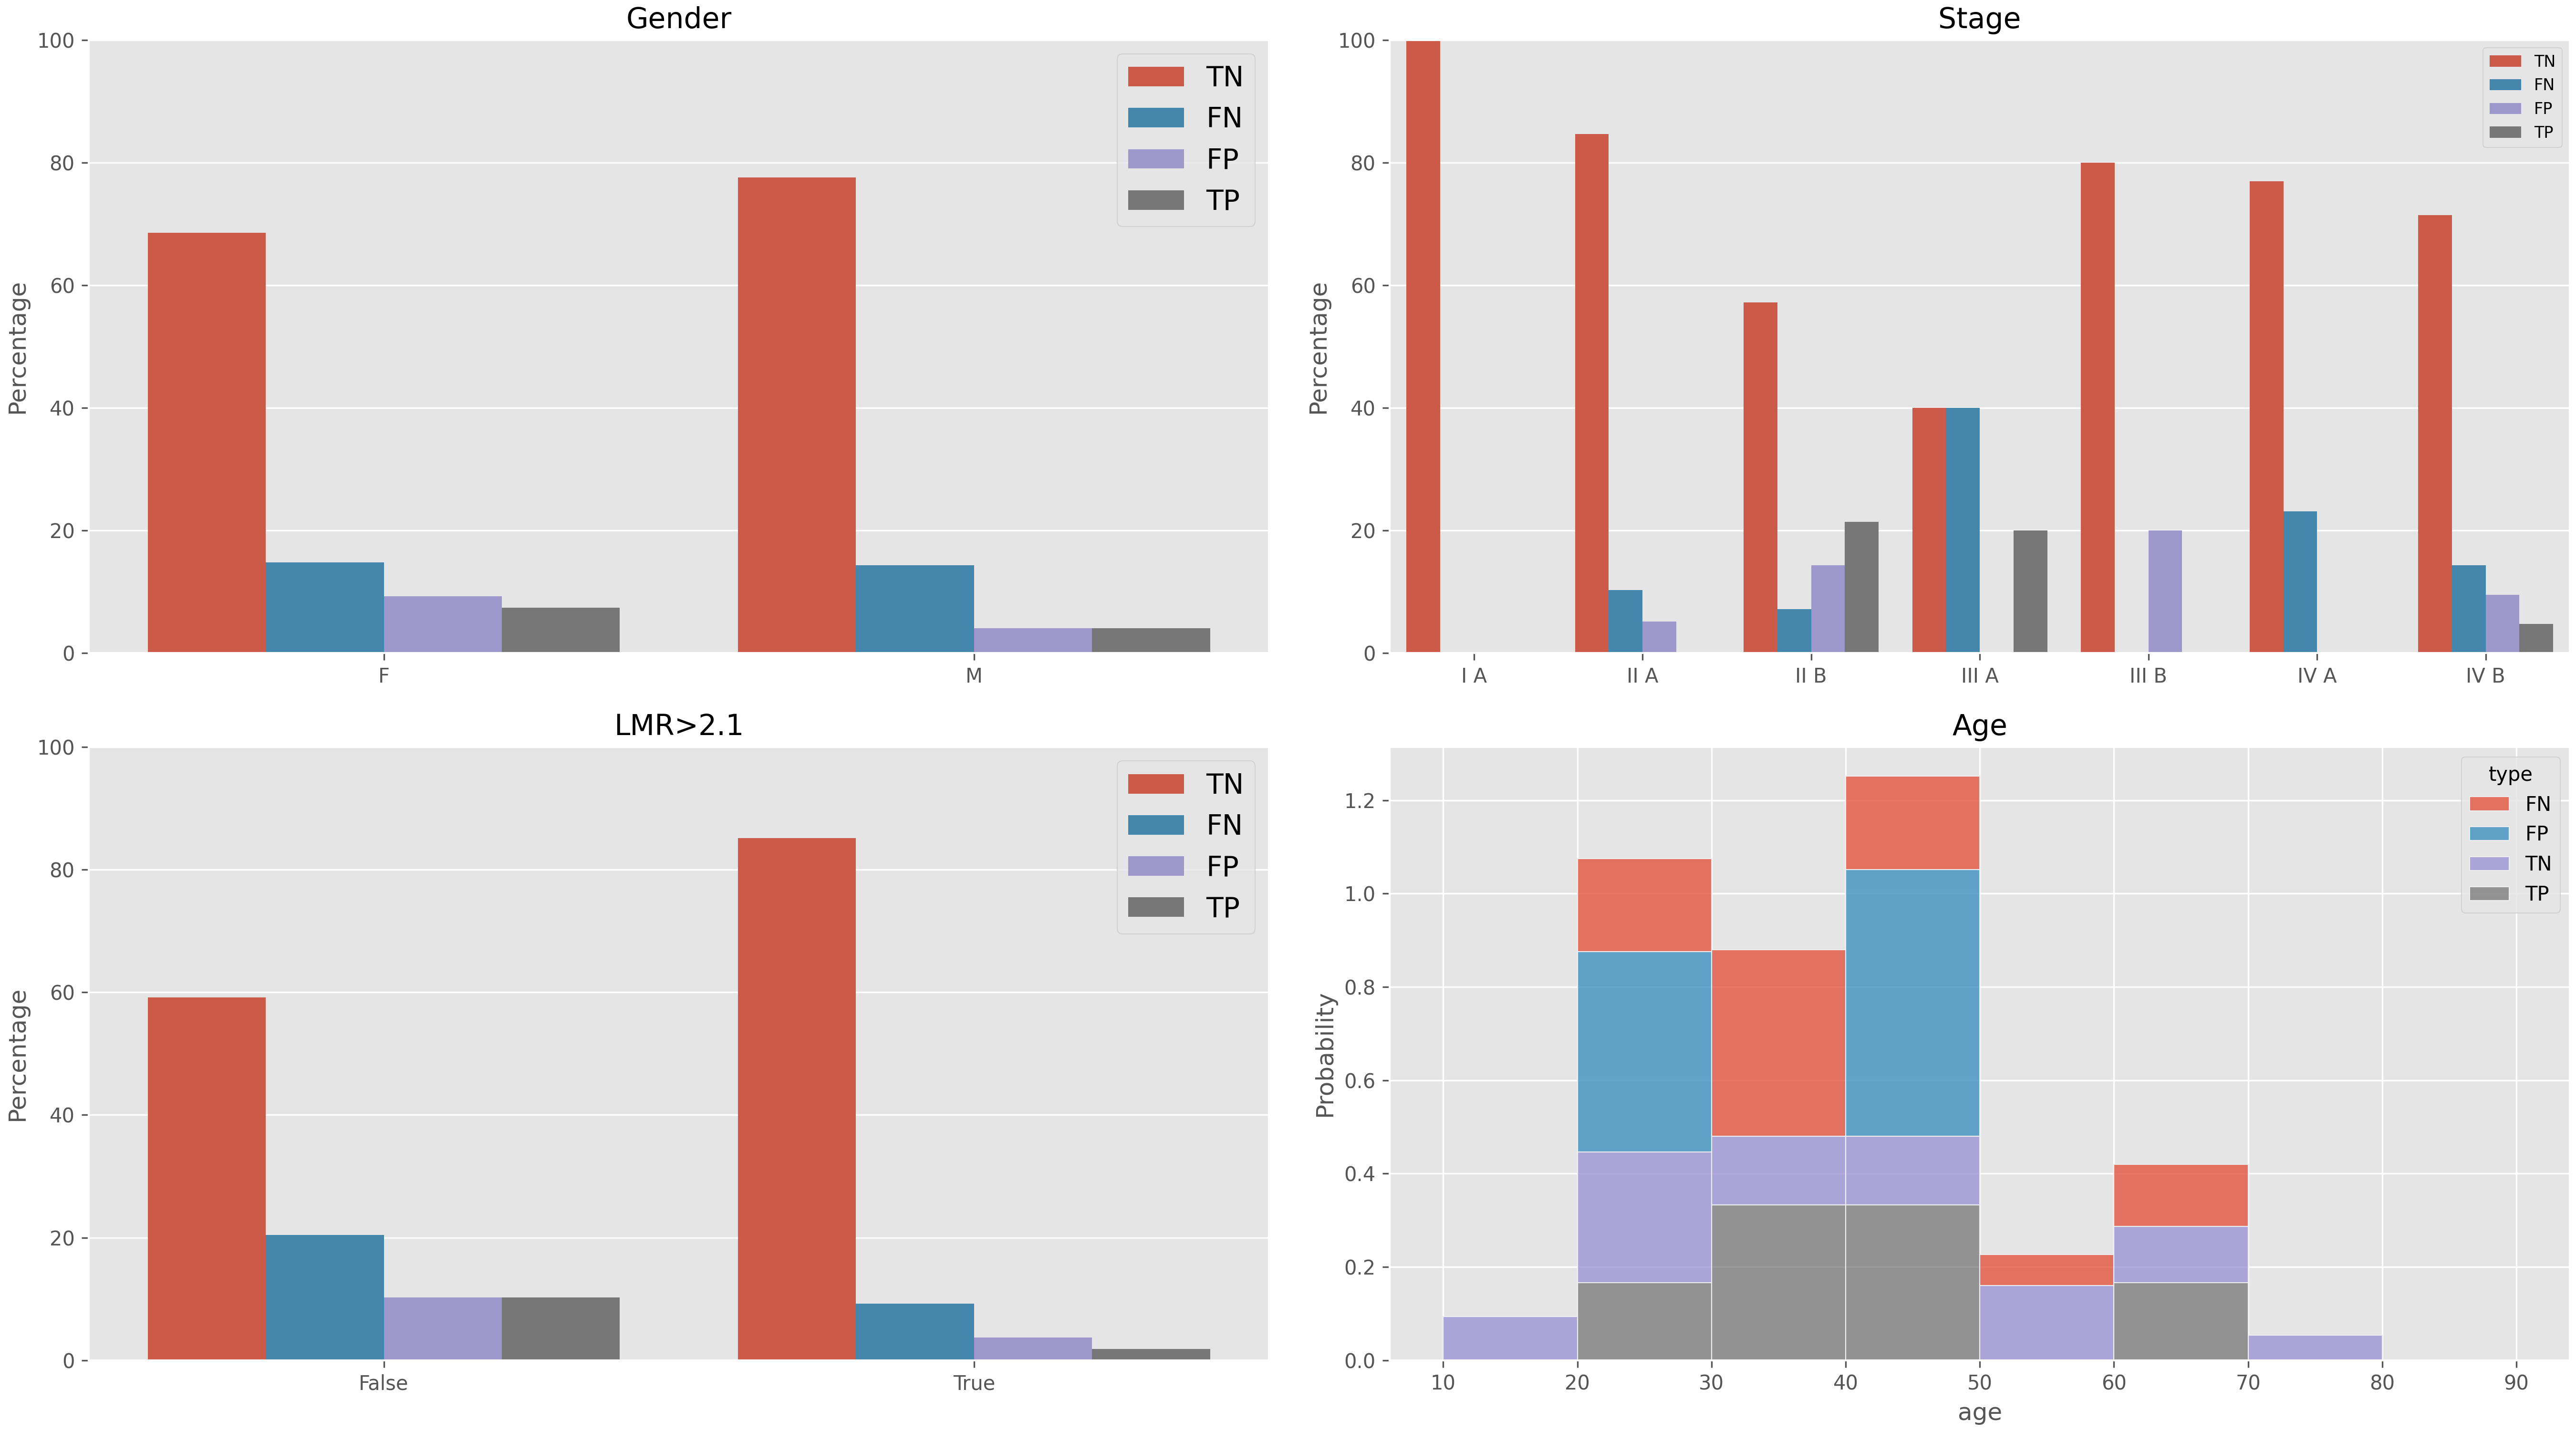 Gender
Percentage
100
80
60
40
20
0
F
M
TN
FN
FP
TP
Stage
Percentage
100
80
60
40
20
0
I A
II A
II B
III A
III B
IV A
IV B
TN
FN
FP
TP
LMR>2.1
Percentage
100
80
60
40
20
0
False
True
TN
FN
FP
TP
Age
Probability
1.2
1.0
0.8
0.6
0.4
0.2
0.0
10
20
30
40
50
60
70
80
90
age
type
FN
FP
TN
TP